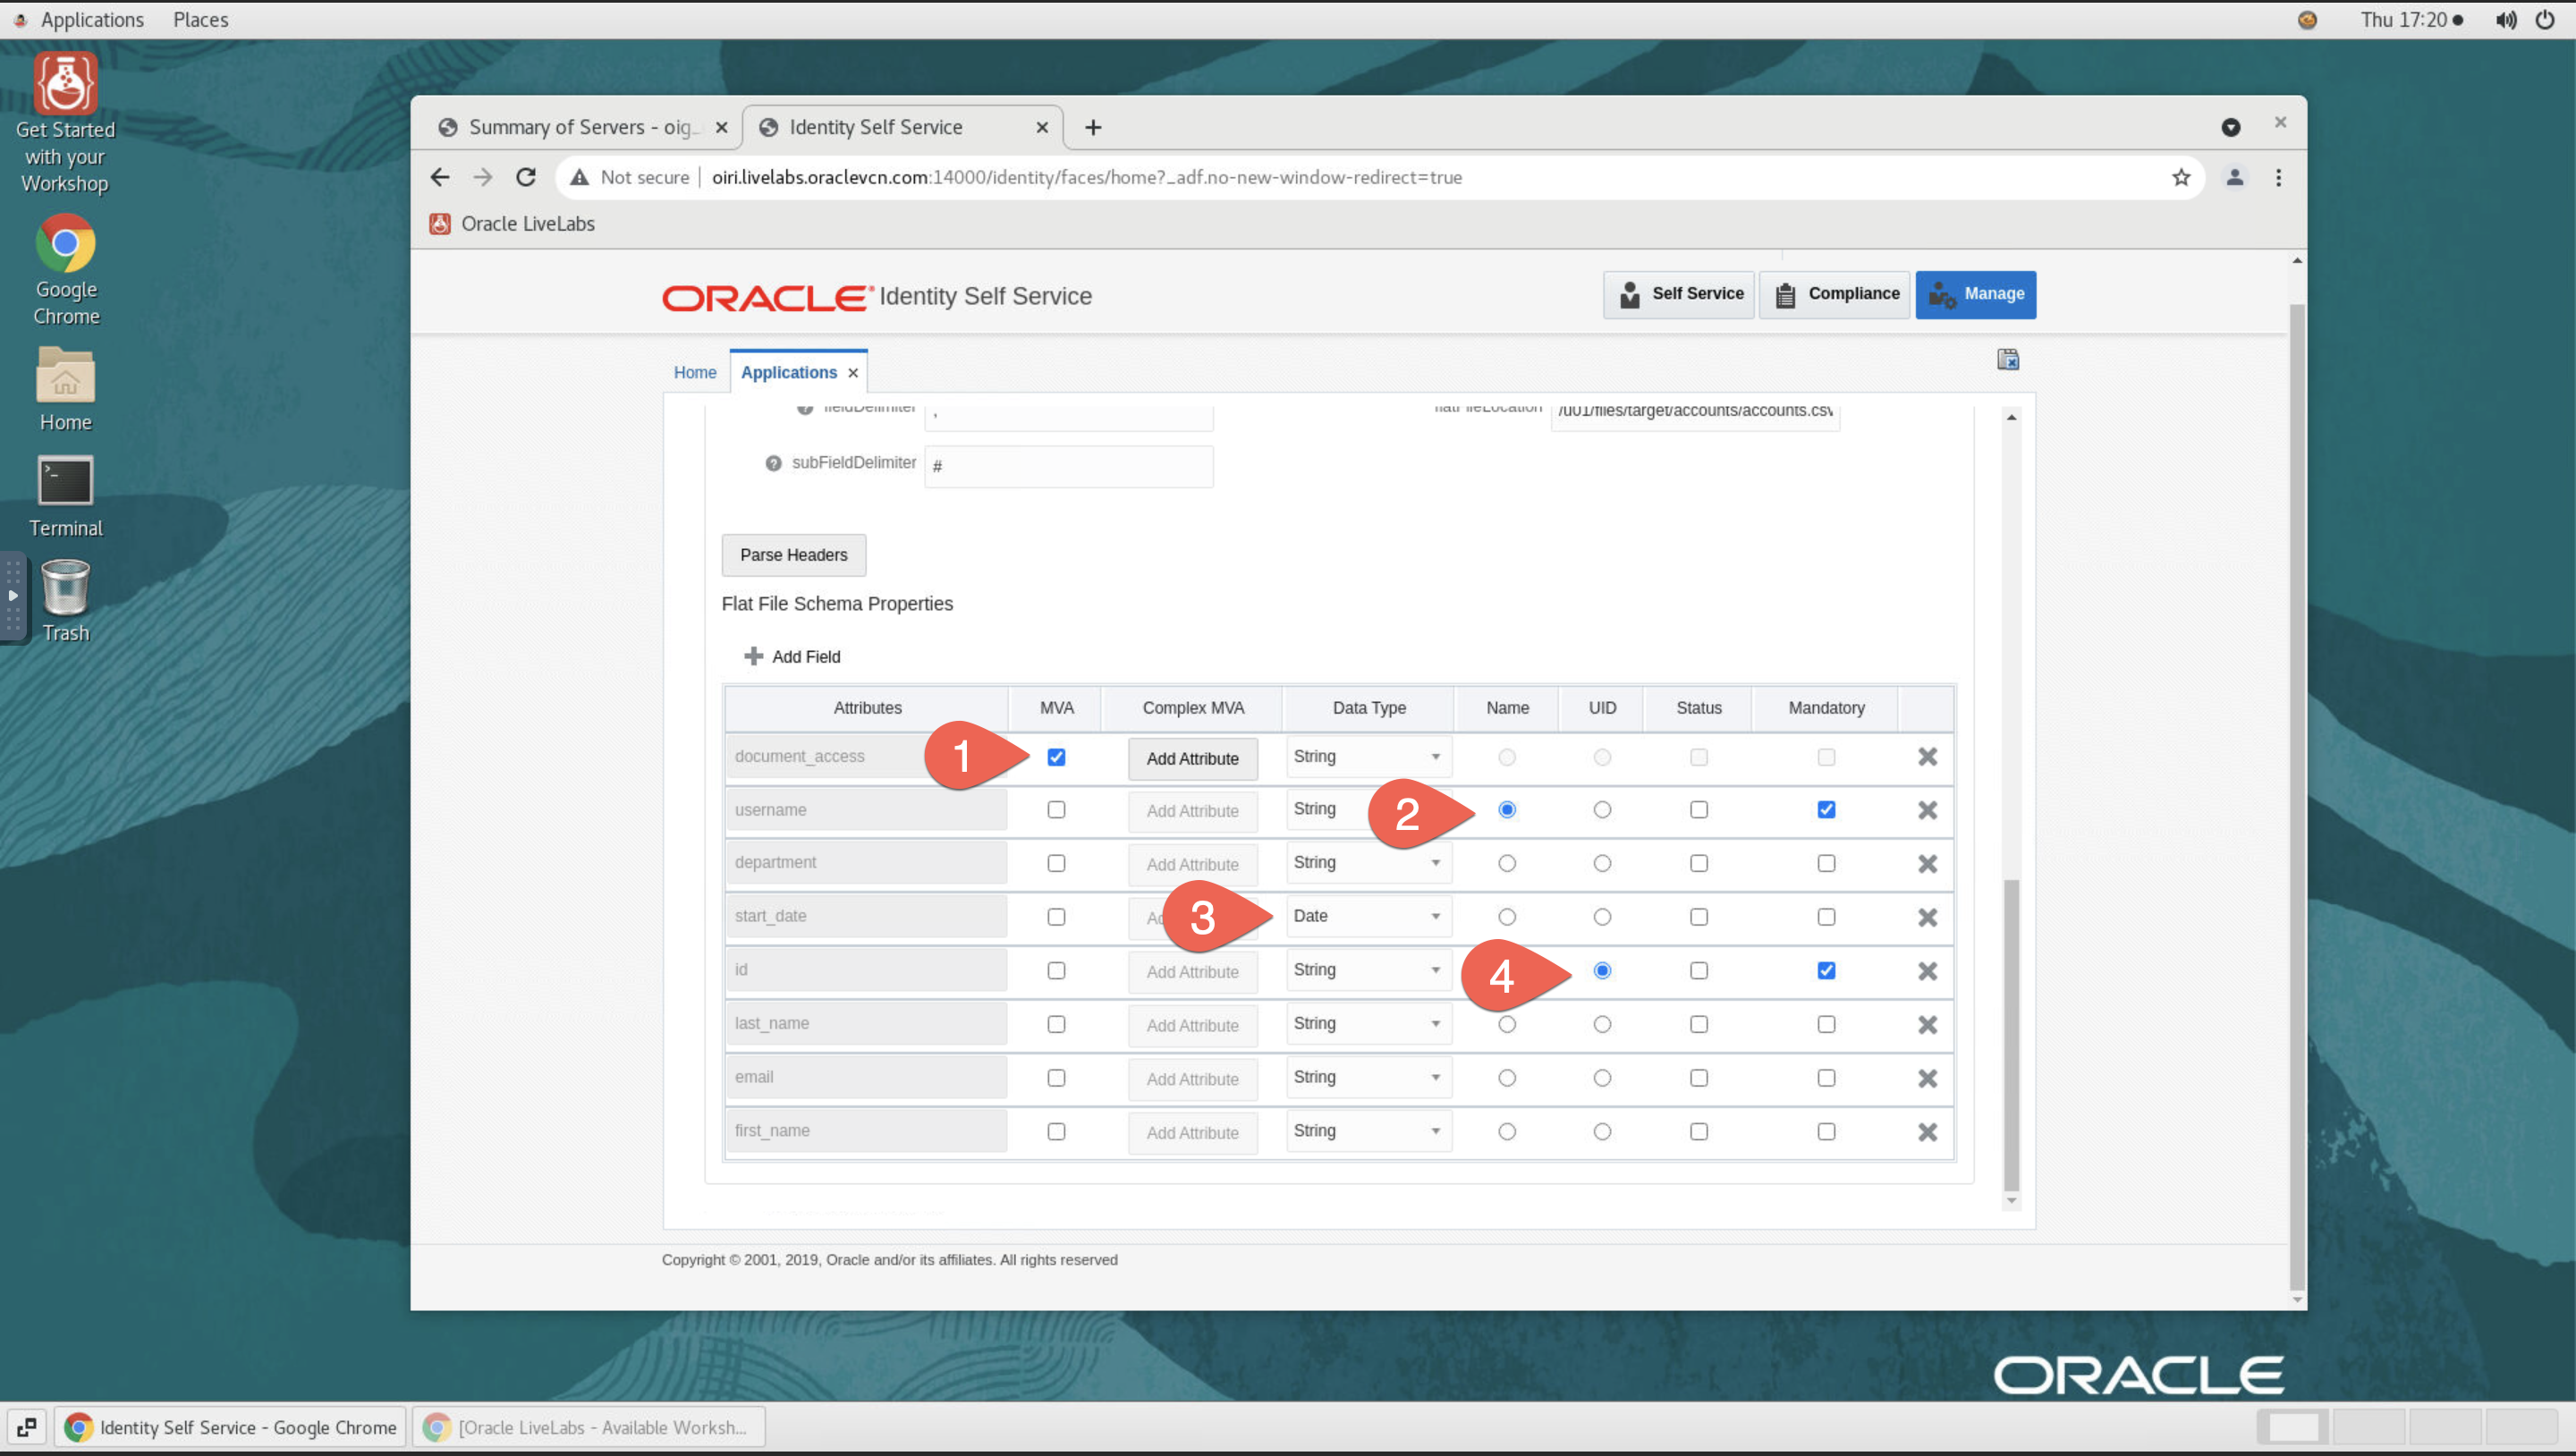 Applications Places Thu 17:20
Get Started
with your
Workshop
Google
Chrome
Home
Terminal
Trash
Summary of Servers - oig_
Identity Self Service
Not secure | oiri.livelabs.oraclevcn.com:14000/identity/faces/home?_adf.no-new-window-redirect=true
Oracle LiveLabs
ORACLE Identity Self Service
Self Service Compliance Manage
Home Applications
fieldDelimiter , flatFileLocation /u01/files/target/accounts/accounts.csv
subFieldDelimiter #
Parse Headers
Flat File Schema Properties
Add Field
Attributes MVA Complex MVA Data Type Name UID Status Mandatory
document_access 1 Add Attribute String
username Add Attribute String 2
department Add Attribute String
start_date Ad 3 Date
id Add Attribute String 4
last_name Add Attribute String
email Add Attribute String
first_name Add Attribute String
Copyright © 2001, 2019, Oracle and/or its affiliates. All rights reserved
ORACLE
Identity Self Service - Google Chrome
[Oracle LiveLabs - Available Worksh...